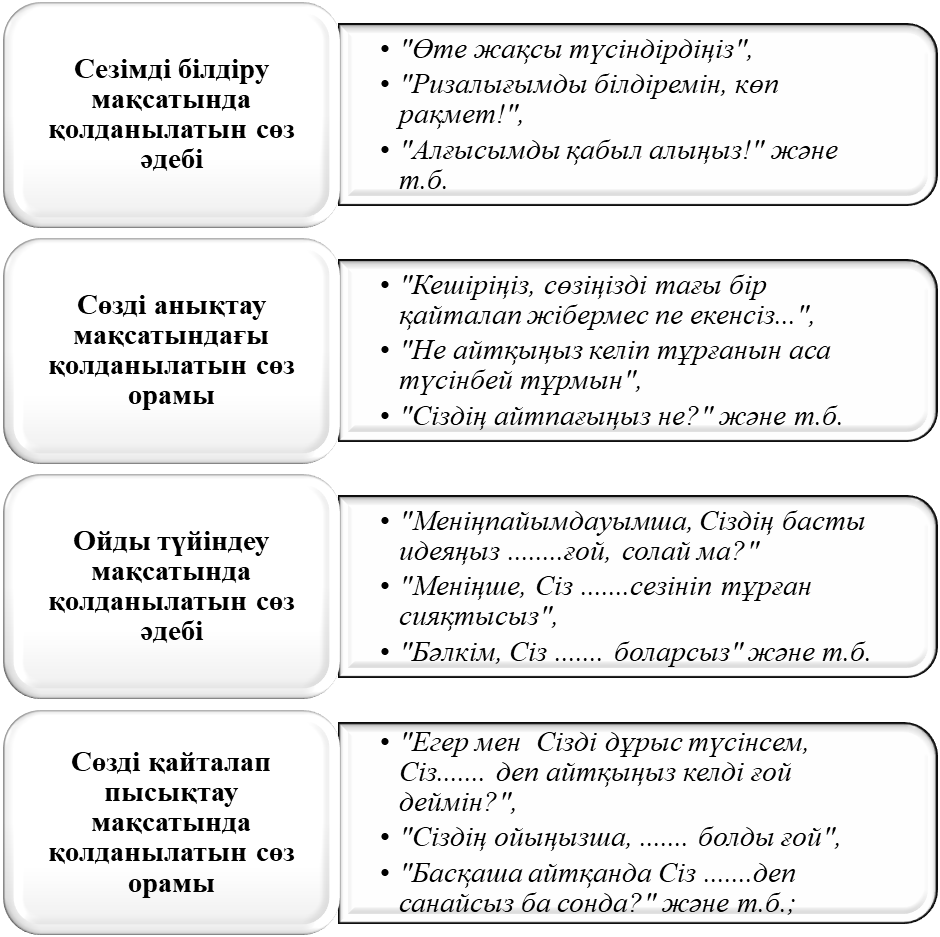 Сезімді білдіру
мақсатында
қолданылатын сөз
әдебі
• "Өте жақсы түсіндірдіңіз",
• "Ризалығымды білдіремін, көп
рақмет!",
• "Алғысымды қабыл алыңыз!" және
т.б.
Сөзді анықтау
мақсатындағы
қолданылатын сөз
орамы
• "Кешіріңіз, сөзіңізді тағы бір
қайталап жібермес пе екенсіз...",
• "Не айтқыңыз келіп тұрғанын аса
түсінбей тұрмын",
• "Сіздің айтпағыңыз не?" және т.б.
Ойды түйіндеу
мақсатында
қолданылатын сөз
әдебі
• "Меніңпайымдауымша, Сіздің басты
идеяңыз ........ғой, солай ма?"
• "Меніңше, Сіз .......сезініп тұрған
сияқтысыз",
• "Бәлкім, Сіз ....... боларсыз" және т.б.
Сөзді қайталап
пысықтау
мақсатында
қолданылатын сөз
орамы
• "Егер мен  Сізді дұрыс түсінсем,
Сіз....... деп айтқыңыз келді ғой
деймін?",
• "Сіздің ойыңызша, ....... болды ғой",
• "Басқаша айтқанда Сіз .......деп
санайсыз ба сонда?" және т.б.;